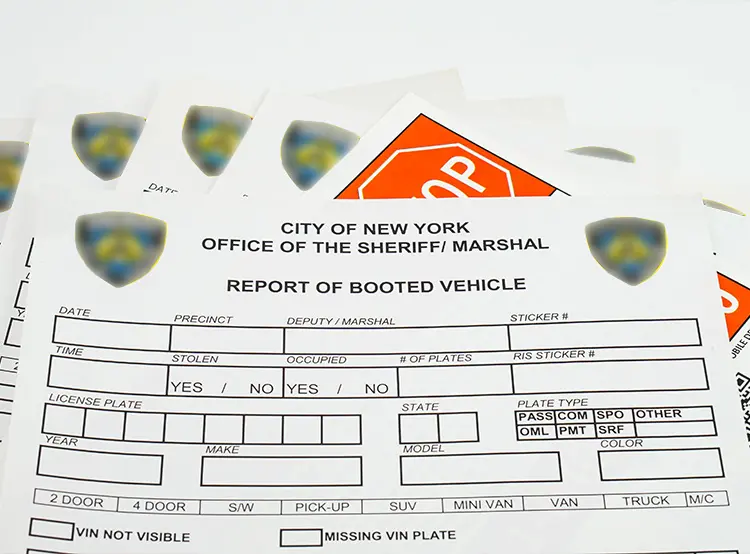 DATE
OP
CITY OF NEW YORK
OFFICE OF THE SHERIFF/ MARSHAL
REPORT OF BOOTED VEHICLE
DATE PRECINCT DEPUTY / MARSHAL STICKER #
TIME STOLEN OCCUPIED # OF PLATES RIS STICKER #
YES / NO YES / NO
LICENSE PLATE STATE PLATE TYPE
PASS COM SPO OTHER
OML PMT SRF
YEAR MAKE MODEL COLOR
2 DOOR 4 DOOR S/W PICK-UP SUV MINI VAN VAN TRUCK M/C
VIN NOT VISIBLE MISSING VIN PLATE